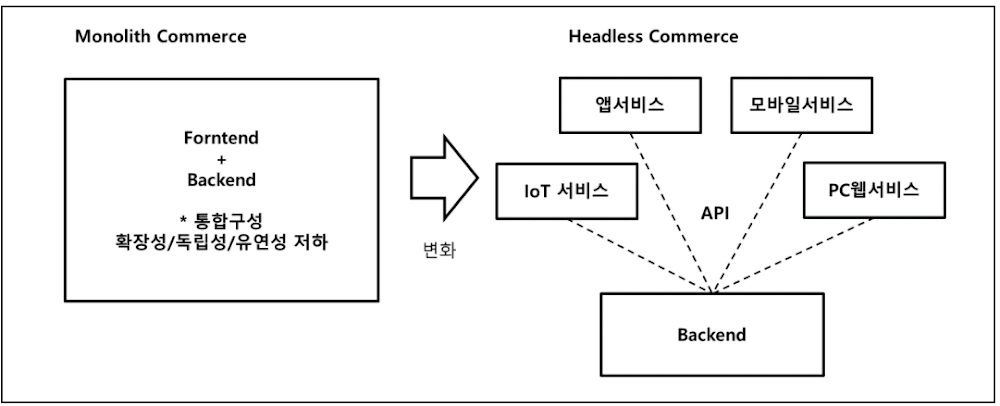 Monolith Commerce
Forntend
+
Backend
* 통합구성
확장성/독립성/유연성 저하
변화
Headless Commerce
앱서비스
모바일서비스
IoT 서비스
PC웹서비스
API
Backend